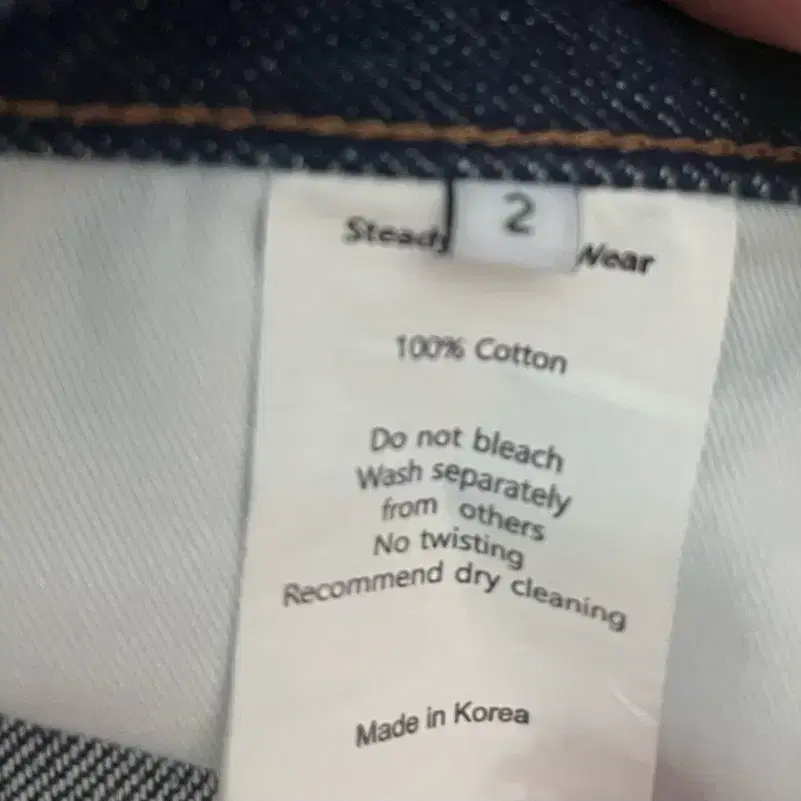 2
Steady Wear
100% Cotton
Do not bleach
Wash separately
from others
No twisting
Recommend dry cleaning
Made in Korea